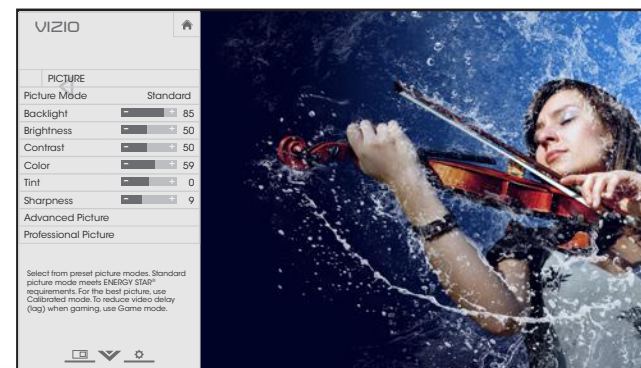 VIZIO
PICTURE
Picture Mode Standard
Backlight - + 85
Brightness - + 50
Contrast - + 50
Color - + 59
Tint - + 0
Sharpness - + 9
Advanced Picture
Professional Picture
Select from preset picture modes. Standard
picture mode meets ENERGY STAR®
requirements. For the best picture, use
Calibrated mode. To reduce video delay
(lag) when gaming, use Game mode.